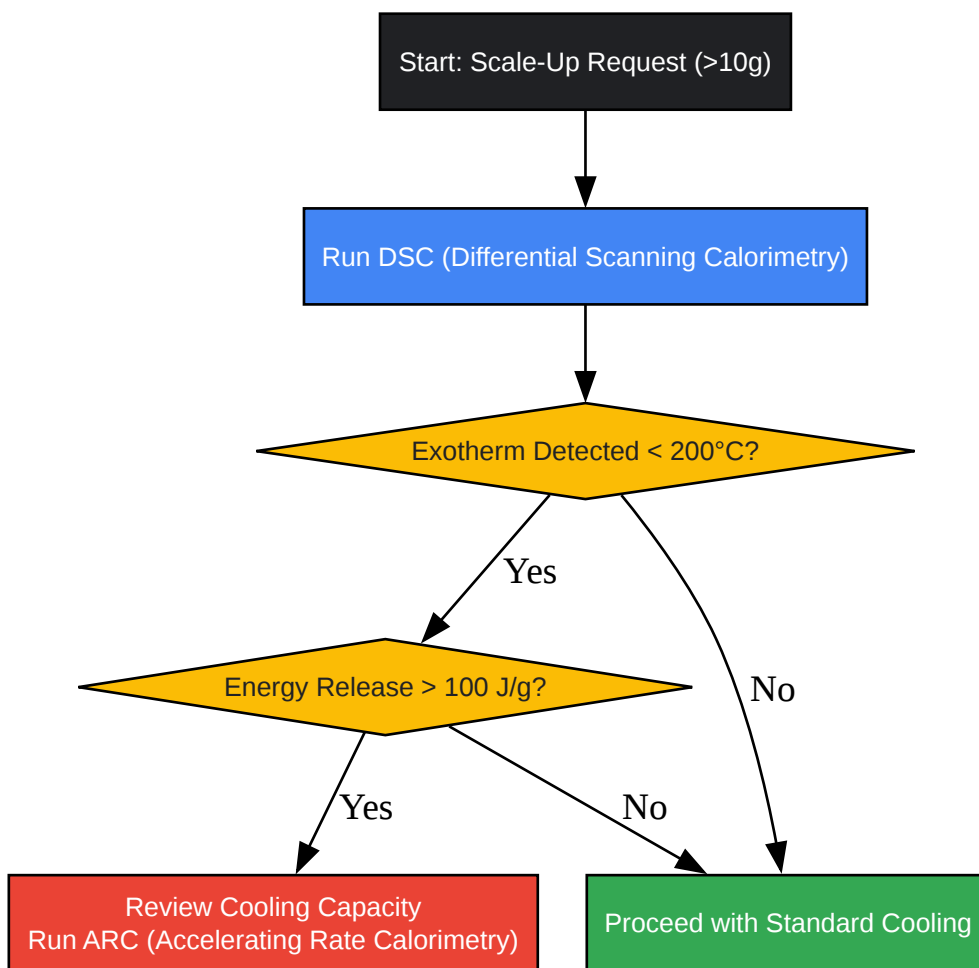 Start: Scale-Up Request (>10g)
Run DSC (Differential Scanning Calorimetry)
Exotherm Detected < 200°C?
Yes
Energy Release > 100 J/g?
No
Yes
No
Review Cooling Capacity
Run ARC (Accelerating Rate Calorimetry)
Proceed with Standard Cooling